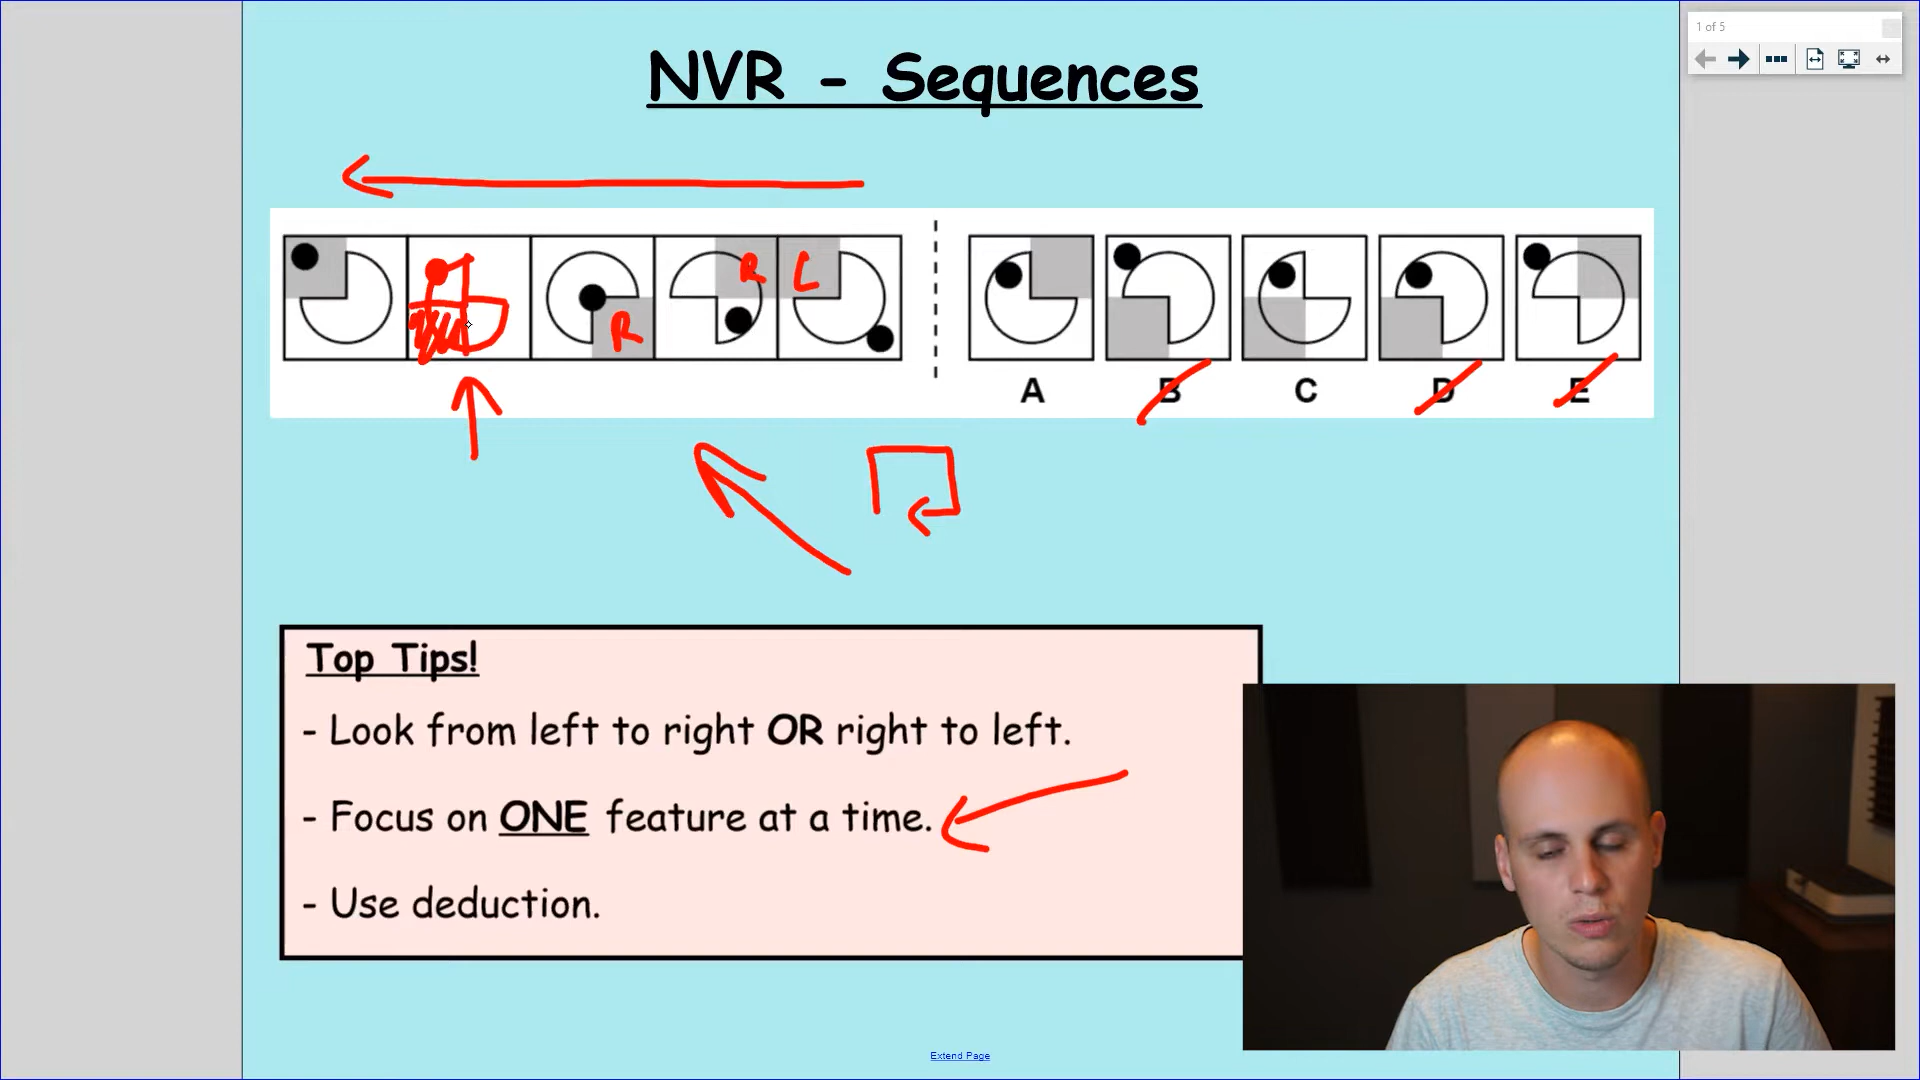 1 of 5
NVR - Sequences
R
R
L
A
B
C
D
E
Top Tips!
- Look from left to right OR right to left.
- Focus on ONE feature at a time.
- Use deduction.
Extend Page